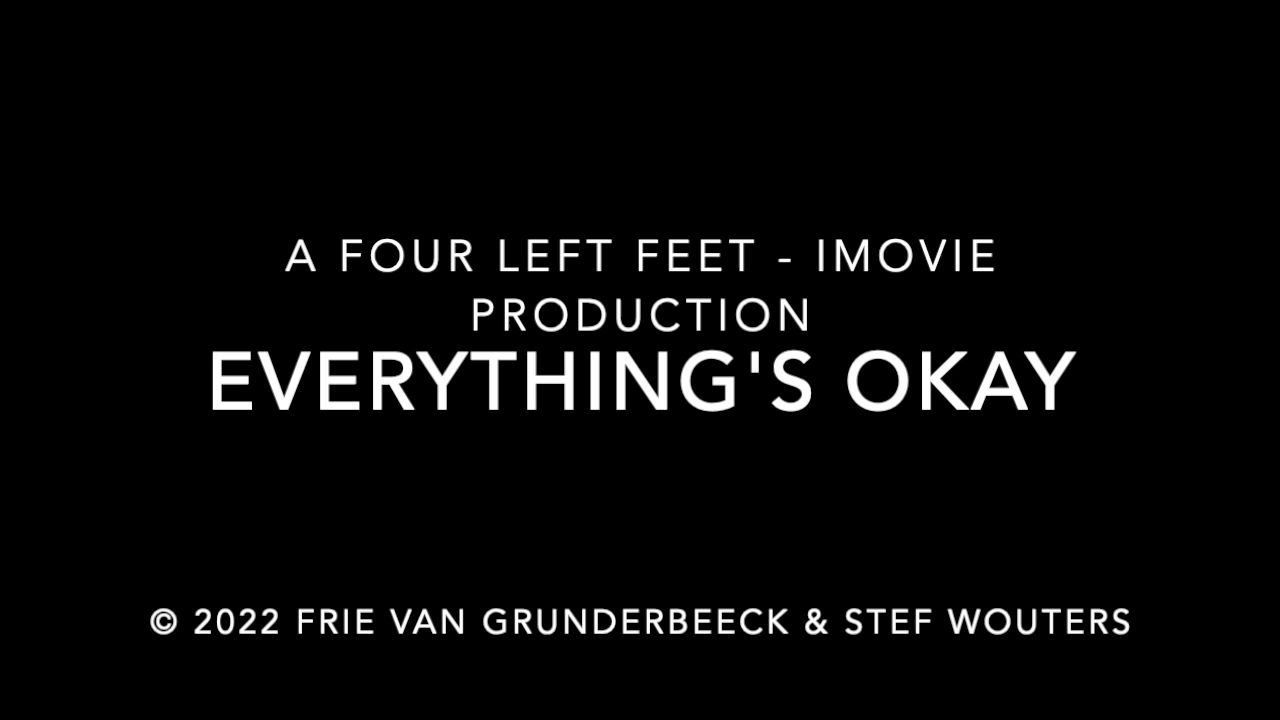 A FOUR LEFT FEET - IMOVIE
PRODUCTION
EVERYTHING'S OKAY
© 2022 FRIE VAN GRUNDERBEECK & STEF WOUTERS